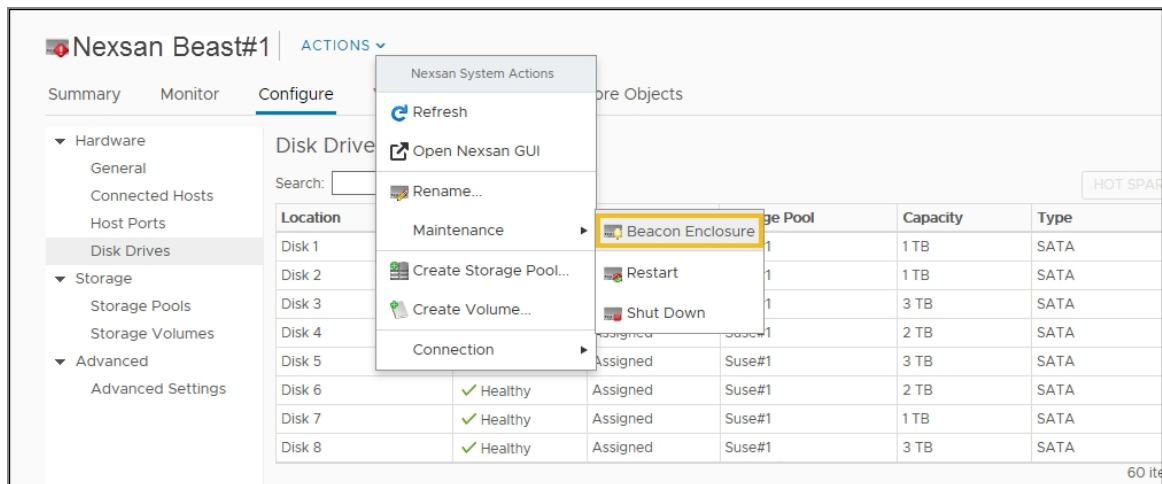 Nexsan Beast#1 ACTIONS
Nexsan System Actions
Summary Monitor Configure ore Objects
Refresh
Hardware
Disk Drive
Open Nexsan GUI
General
Search:
HOT SPAR
Connected Hosts
Rename...
Host Ports
Location ge Pool Capacity Type
Maintenance
Beacon Enclosure
Disk Drives
Disk 1 1 1 TB SATA
Storage
Disk 2 1 1 TB SATA
Create Storage Pool...
Restart
Storage Pools
Disk 3 1 3 TB SATA
Create Volume...
Shut Down
Storage Volumes
Disk 4 Assigned Suse#1 2 TB SATA
Connection
Advanced
Disk 5 Assigned Suse#1 3 TB SATA
Advanced Settings
Disk 6 Healthy Assigned Suse#1 2 TB SATA
Disk 7 Healthy Assigned Suse#1 1 TB SATA
Disk 8 Healthy Assigned Suse#1 3 TB SATA
60 ite